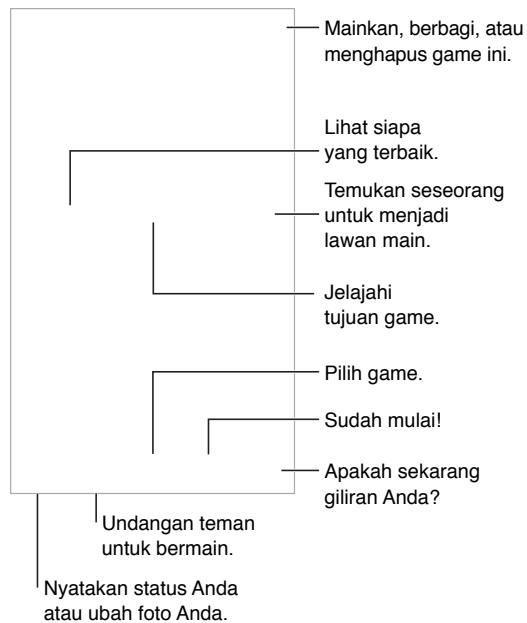 Mainkan, berbagi, atau
menghapus game ini.
Lihat siapa
yang terbaik.
Temukan seseorang
untuk menjadi
lawan main.
Jelajahi
tujuan game.
Pilih game.
Sudah mulai!
Apakah sekarang
giliran Anda?
Undangan teman
untuk bermain.
Nyatakan status Anda
atau ubah foto Anda.